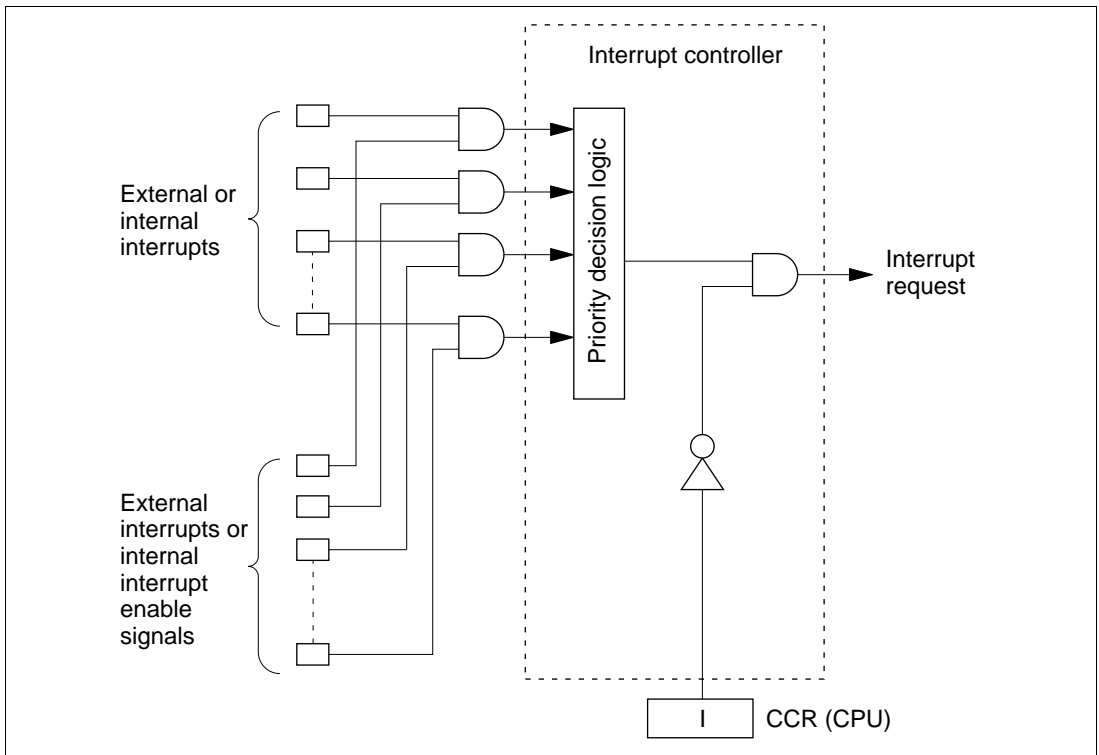 Interrupt controller
External or
internal
interrupts
Priority decision logic
Interrupt
request
External
interrupts or
internal
interrupt
enable
signals
I
CCR (CPU)